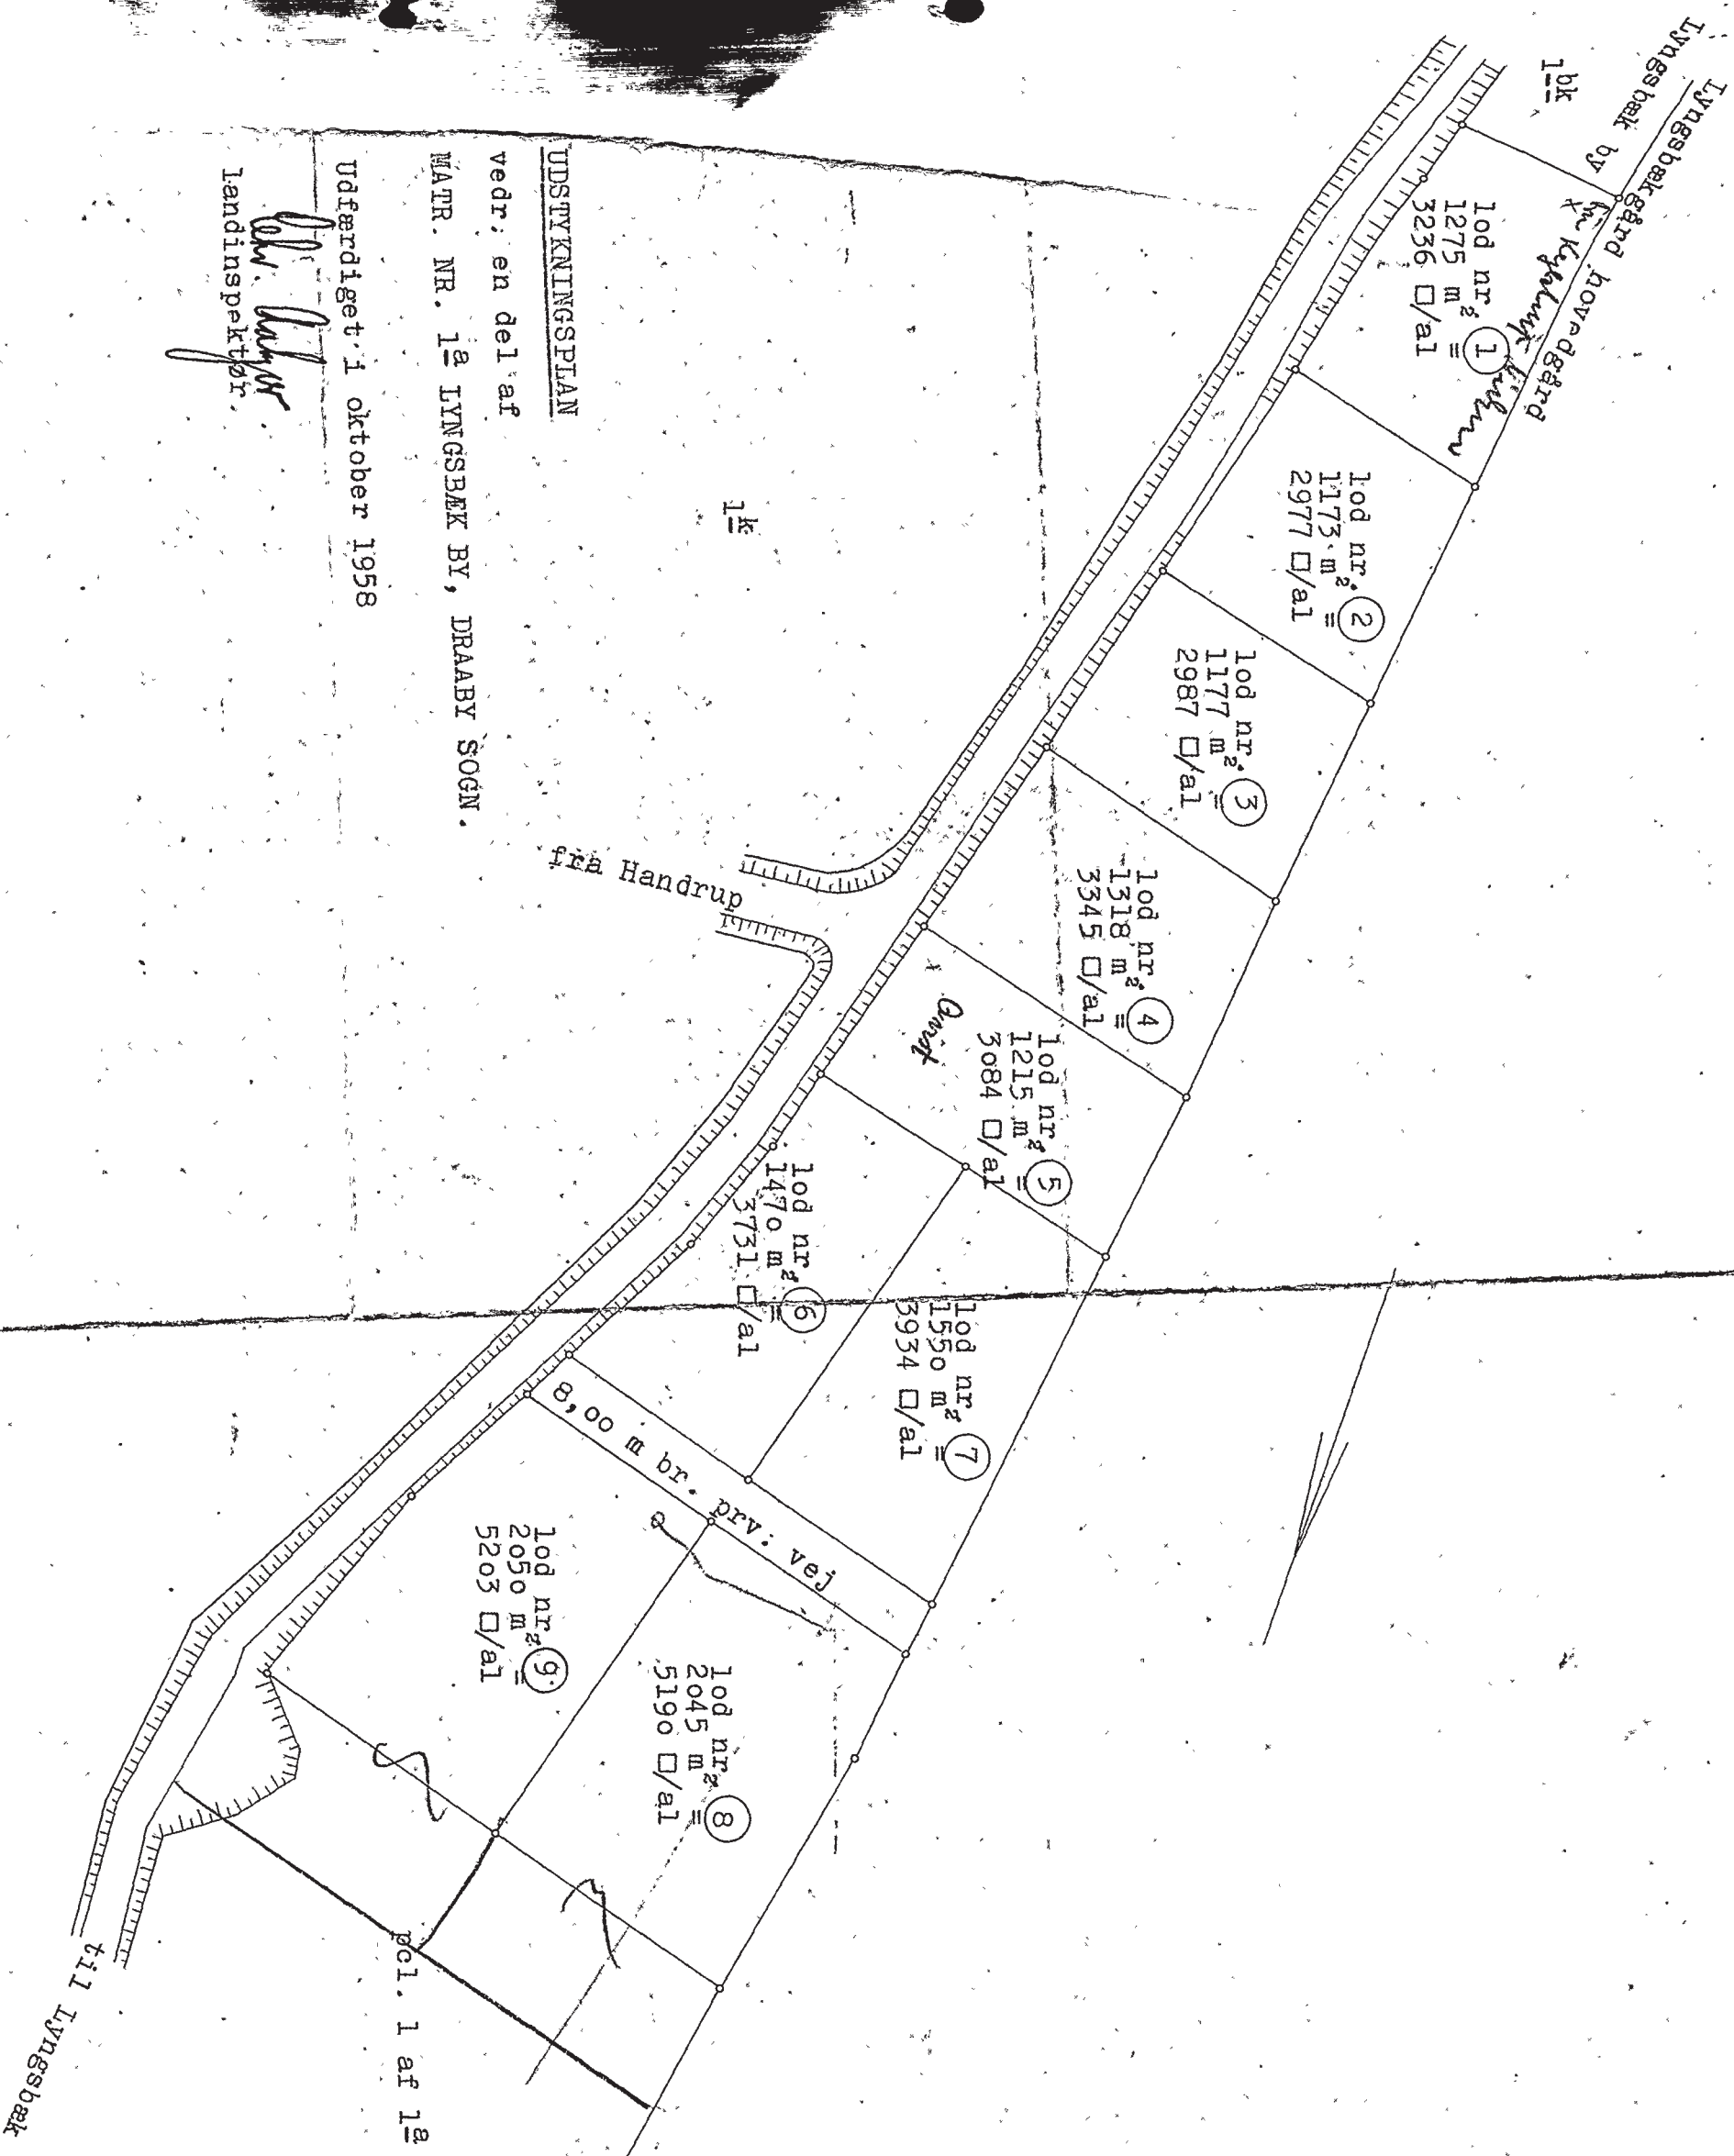 UDSTYKNINGSPLAN
vedr: en del af
MATR. NR. 1a LYNGSBÆK BY, DRAABY SOGN.
Udfærdiget i oktober 1958
landinspektør.
1bk
Lyngsbæk by
Lyngsbækgård hovedgård
lod nr. 1
1275 m2 =
3236 □/al
lod nr. 2
1173 m2 =
2977 □/al
lod nr. 3
1177 m2 =
2987 □/al
lod nr. 4
1318 m2 =
3345 □/al
lod nr. 5
1215 m2 =
3084 □/al
Qvist
lod nr. 6
1470 m2 =
3731 □/al
lod nr. 7
1550 m2 =
3934 □/al
8,00 m br. prv. vej
lod nr. 8
2045 m2 =
5190 □/al
lod nr. 9
2050 m2 =
5203 □/al
1k
fra Handrup
pcl. 1 af 1a
til Lyngsbæk